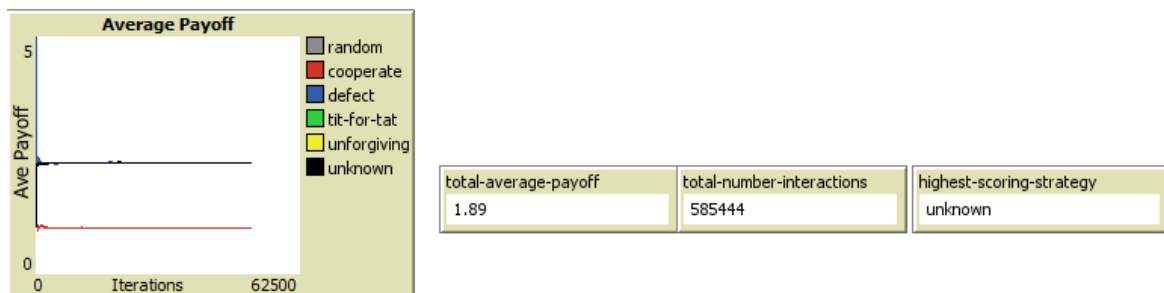 Average Payoff
5
Ave Payoff
0
0 Iterations 62500
random
cooperate
defect
tit-for-tat
unforgiving
unknown
total-average-payoff
1.89
total-number-interactions
585444
highest-scoring-strategy
unknown